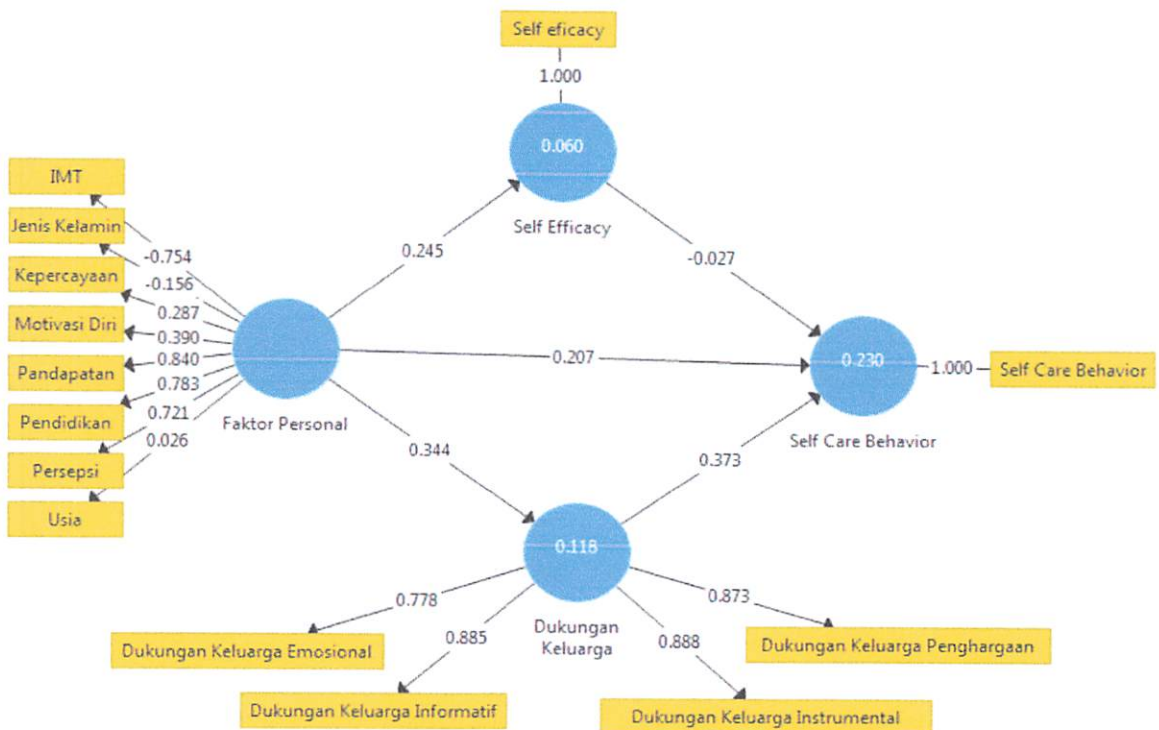 Self eficacy
1.000
0.060
Self Efficacy
IMT
Jenis Kelamin
Kepercayaan
Motivasi Diri
Pandapatan
Pendidikan
Persepsi
Usia
-0.754
-0.156
0.287
0.390
0.840
0.783
0.721
0.026
Faktor Personal
0.245
-0.027
0.207
0.344
0.373
0.230
1.000
Self Care Behavior
Self Care Behavior
0.118
Dukungan
Keluarga
0.778
0.885
0.888
0.873
Dukungan Keluarga Emosional
Dukungan Keluarga Informatif
Dukungan Keluarga Instrumental
Dukungan Keluarga Penghargaan